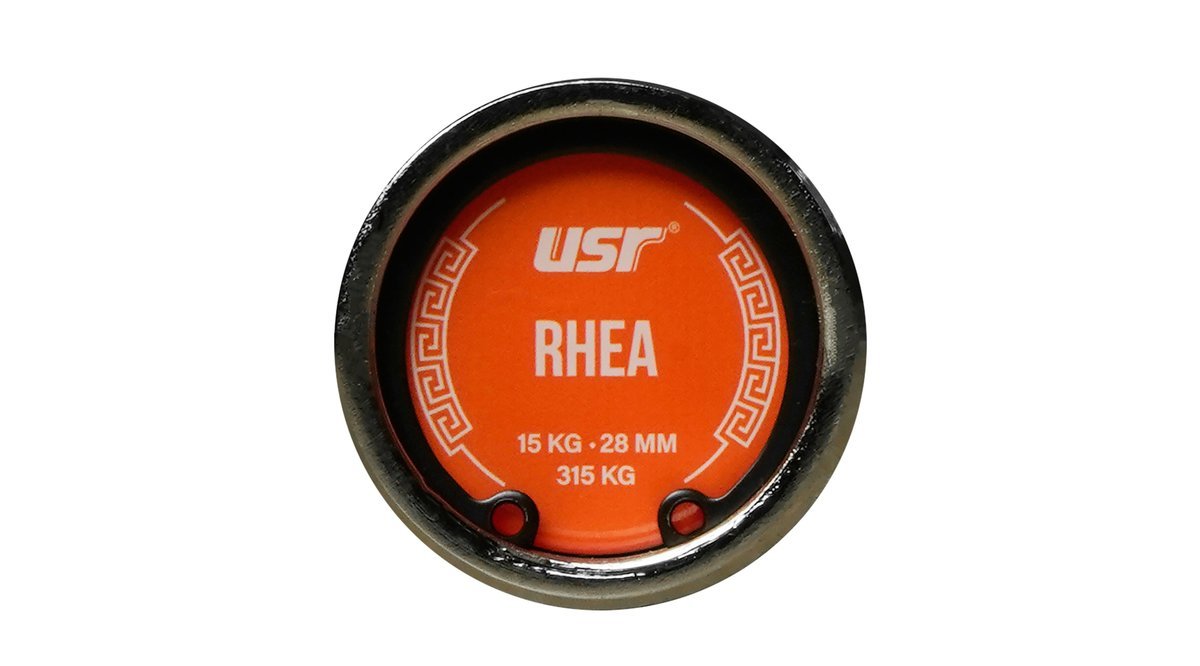 usr®
RHEA
15 KG • 28 MM
315 KG